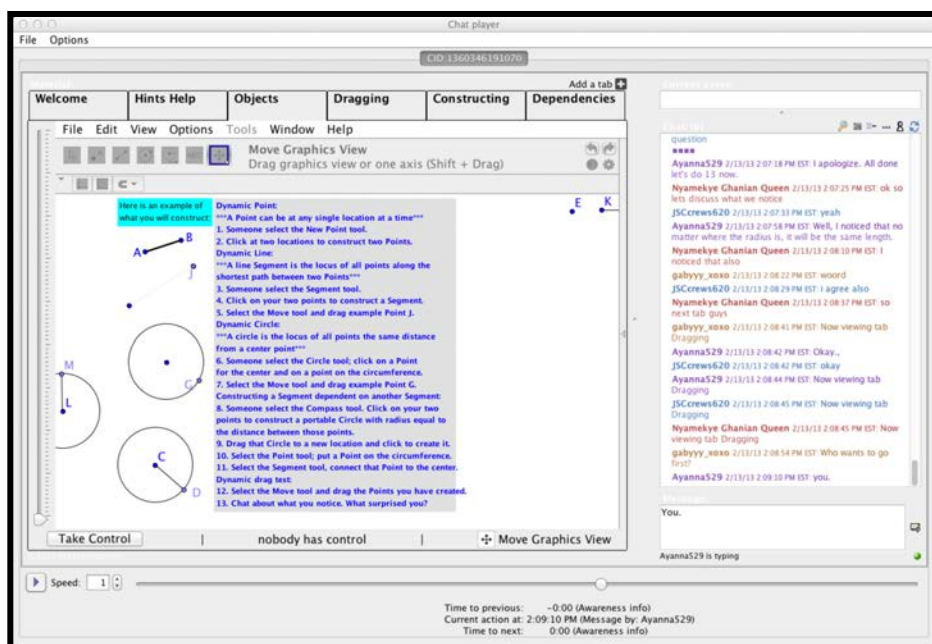 Chat player
File Options
CID:1360346191070
Add a tab
Welcome Hints Help Objects Dragging Constructing Dependencies
File Edit View Options Tools Window Help
Move Graphics View
Drag graphics view or one axis (Shift + Drag)
Here is an example of
what you will construct:
Dynamic Point:
***A Point can be at any single location at a time***
1. Someone select the New Point tool.
2. Click at two locations to construct two Points.
Dynamic Line:
***A line Segment is the locus of all points along the
shortest path between two Points***
3. Someone select the Segment tool.
4. Click on your two points to construct a Segment.
5. Select the Move tool and drag example Point J.
Dynamic Circle:
***A circle is the locus of all points the same distance
from a center point***
6. Someone select the Circle tool; click on a Point
for the center and on a point on the circumference.
7. Select the Move tool and drag example Point G.
Constructing a Segment dependent on another Segment:
8. Someone select the Compass tool. Click on your two
points to construct a portable Circle with radius equal to
the distance between those points.
9. Drag that Circle to a new location and click to create it.
10. Select the Point tool; put a Point on the circumference.
11. Select the Segment tool, connect that Point to the center.
Dynamic drag test:
12. Select the Move tool and drag the Points you have created.
13. Chat about what you notice. What surprised you?
A
B
J
M
L
G
C
D
E
K
Take Control | nobody has control | Move Graphics View
question
Ayanna529 2/13/13 2:07:18 PM EST: I apologize. All done
let's do 13 now.
Nyamekye Ghanian Queen 2/13/13 2:07:25 PM EST: ok so
lets discuss what we notice
JSCcrews620 2/13/13 2:07:33 PM EST: yeah
Ayanna529 2/13/13 2:07:58 PM EST: Well, I noticed that no
matter where the radius is, it will be the same length.
Nyamekye Ghanian Queen 2/13/13 2:08:10 PM EST: I
noticed that also
gabyyy_xoxo 2/13/13 2:08:22 PM EST: woord
JSCcrews620 2/13/13 2:08:29 PM EST: I agree also
Nyamekye Ghanian Queen 2/13/13 2:08:37 PM EST: so
next tab guys
gabyyy_xoxo 2/13/13 2:08:41 PM EST: Now viewing tab
Dragging
Ayanna529 2/13/13 2:08:42 PM EST: Okay.,
JSCcrews620 2/13/13 2:08:42 PM EST: okay
Ayanna529 2/13/13 2:08:44 PM EST: Now viewing tab
Dragging
JSCcrews620 2/13/13 2:08:45 PM EST: Now viewing tab
Dragging
Nyamekye Ghanian Queen 2/13/13 2:08:45 PM EST: Now
viewing tab Dragging
gabyyy_xoxo 2/13/13 2:08:54 PM EST: Who wants to go
first?
Ayanna529 2/13/13 2:09:10 PM EST: you.
Message:
You.
Ayanna529 is typing
Speed: 1
Time to previous: -0:00 (Awareness info)
Current action at: 2:09:10 PM (Message by: Ayanna529)
Time to next: 0:00 (Awareness info)